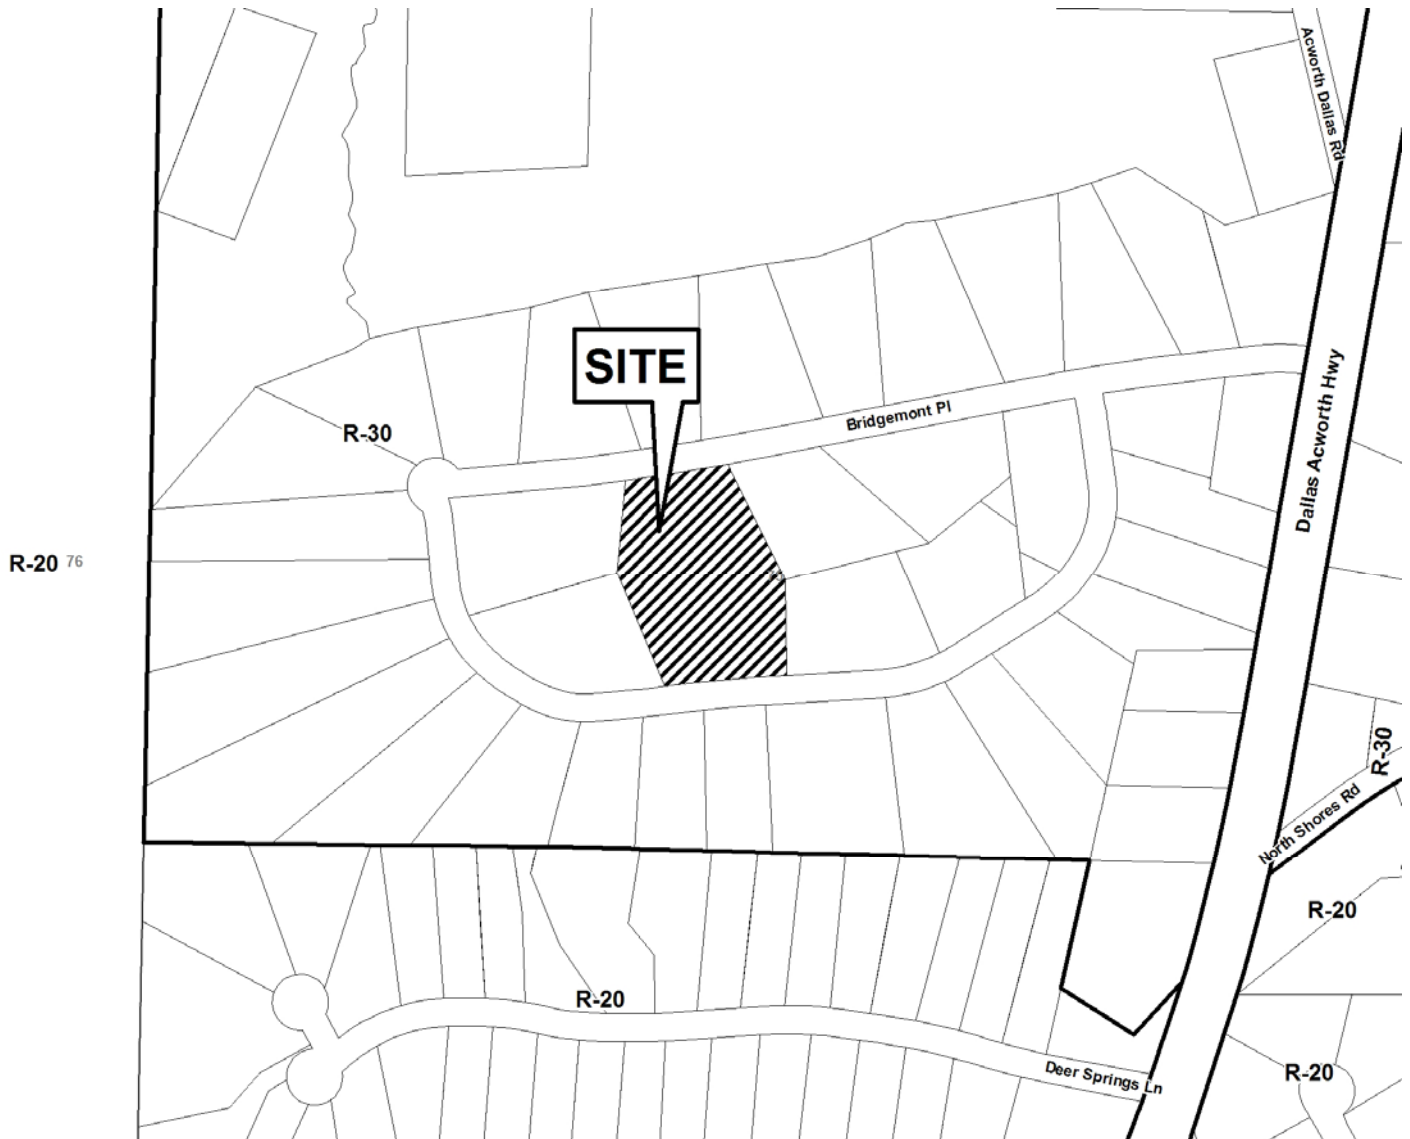 Acworth Dallas Rd
SITE
Bridgemont Pl
R-30
Dallas Acworth Hwy
R-20 76
R-30
North Shores Rd
R-20
R-20
R-20
Deer Springs Ln